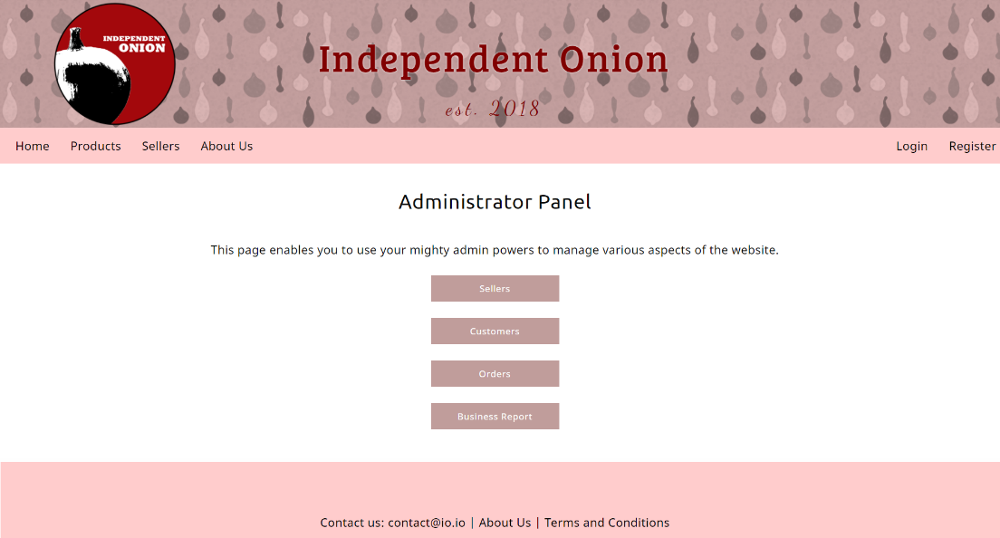 INDEPENDENT
ONION
Independent Onion
est. 2018
Home Products Sellers About Us Login Register
Administrator Panel
This page enables you to use your mighty admin powers to manage various aspects of the website.
Sellers
Customers
Orders
Business Report
Contact us: contact@io.io | About Us | Terms and Conditions